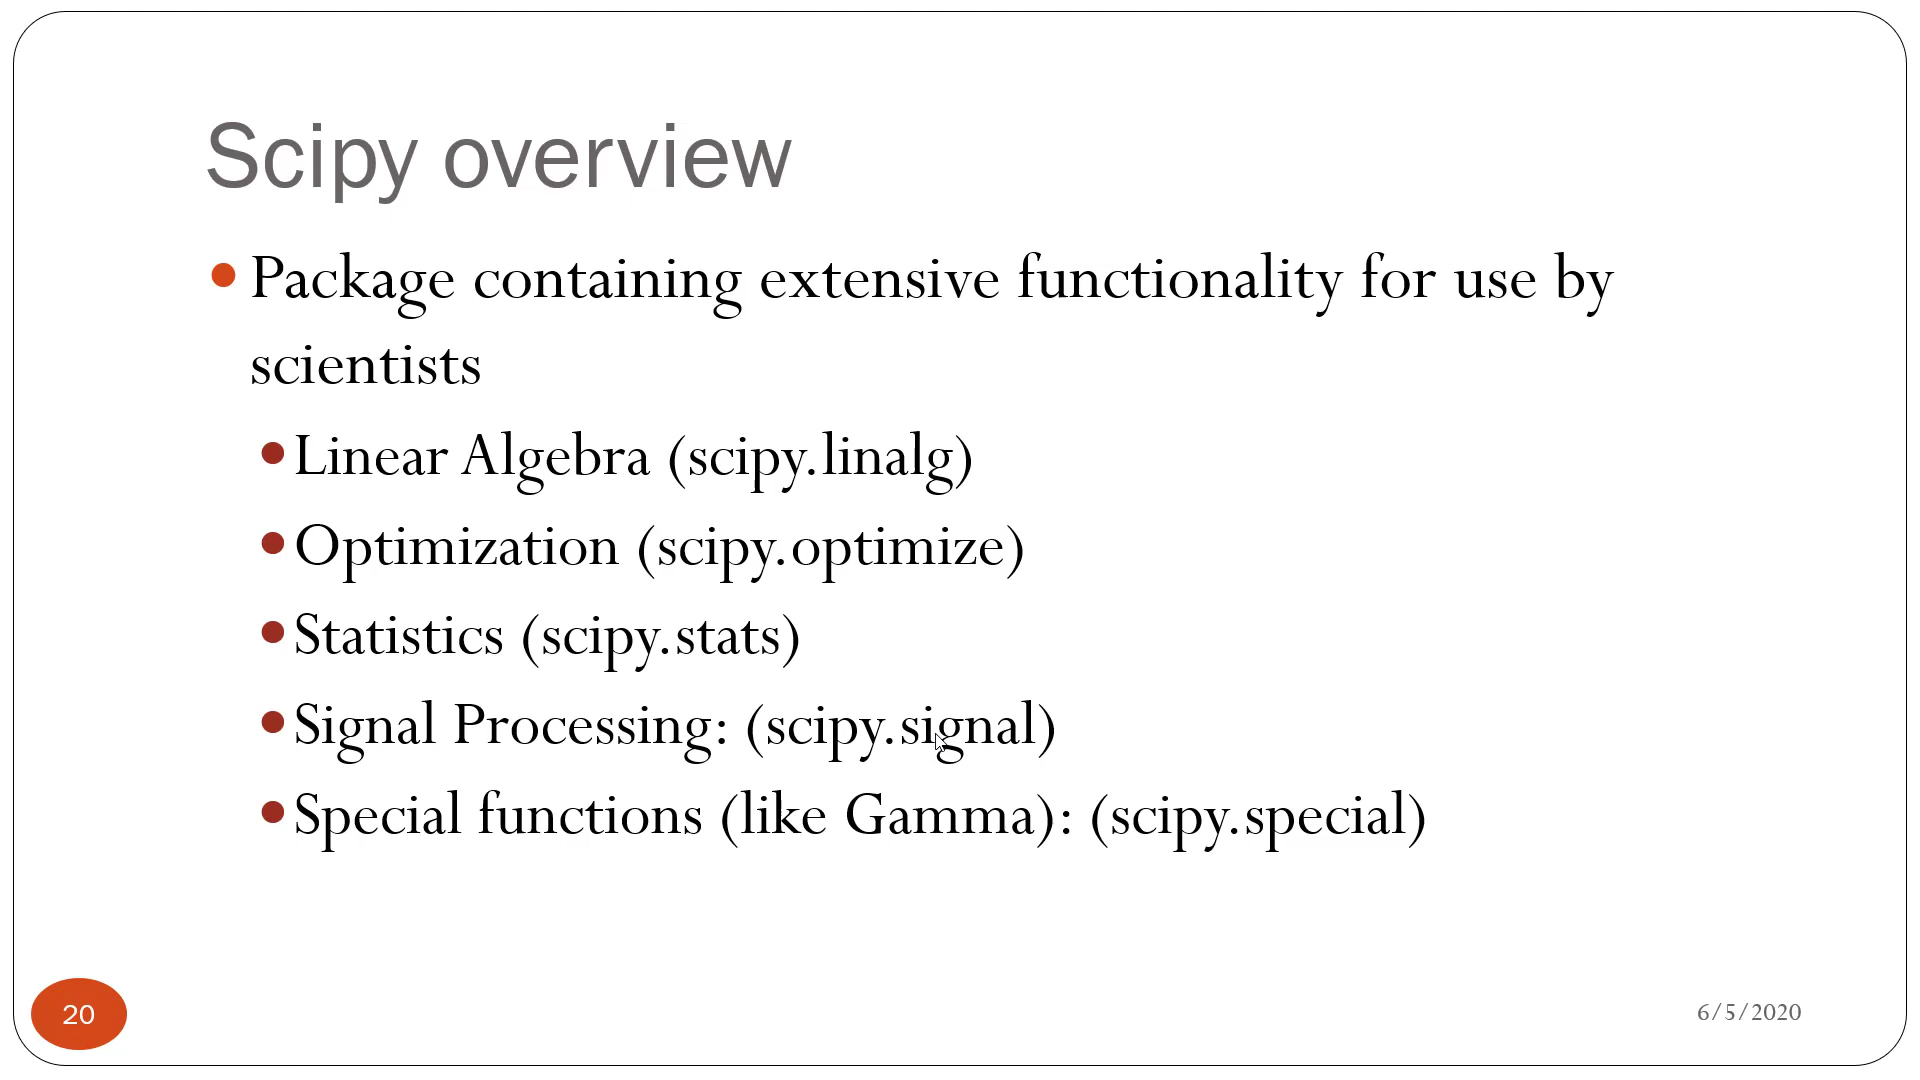 Scipy overview
Package containing extensive functionality for use by
scientists
Linear Algebra (scipy.linalg)
Optimization (scipy.optimize)
Statistics (scipy.stats)
Signal Processing: (scipy.signal)
Special functions (like Gamma): (scipy.special)
20
6/5/2020